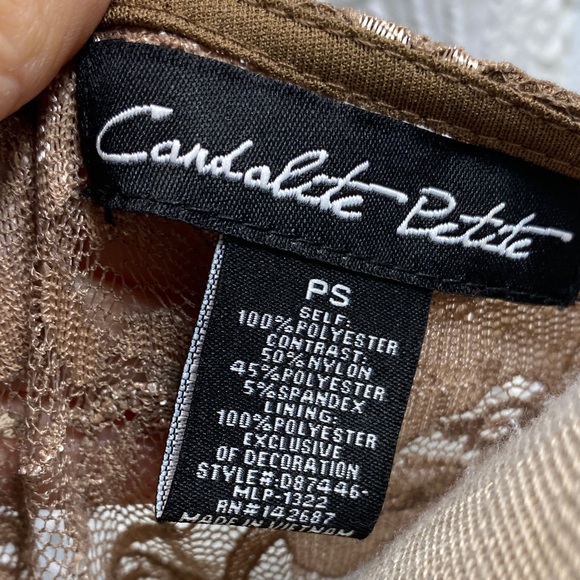 Candalite Petite
PS
SELF:
100%POLYESTER
CONTRAST:
50%NYLON
45%POLYESTER
5%SPANDEX
LINING:
100%POLYESTER
EXCLUSIVE
OF DECORATION
STYLE#:D87446-
MLP-1322
RN#142687
MADE IN VIETNAM